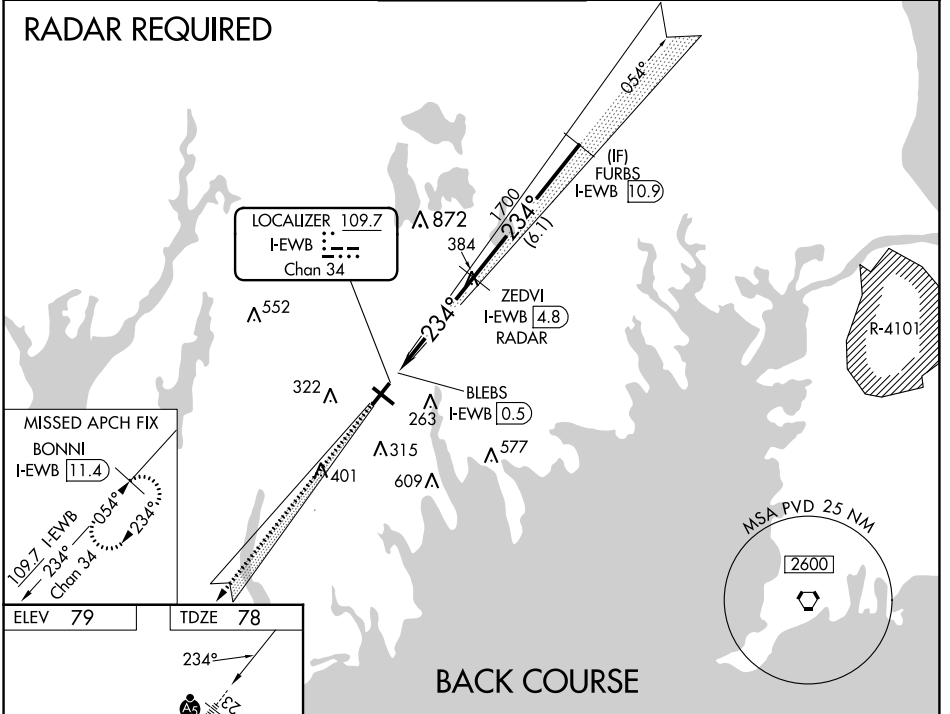 RADAR REQUIRED
054°
(IF)
FURBS
I-EWB 10.9
1700
234°
(6.1)
LOCALIZER 109.7
I-EWB
Chan 34
872
384
ZEDVI
I-EWB 4.8
RADAR
234°
552
R-4101
322
BLEBS
I-EWB 0.5
263
MISSED APCH FIX
BONNI
I-EWB 11.4
054°
234°
109.7 I-EWB
234°
Chan 34
315
401
577
609
MSA PVD 25 NM
2600
ELEV 79
TDZE 78
234°
A5
23
BACK COURSE